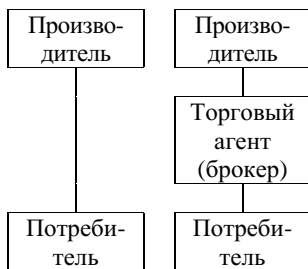 Произво-
дитель
Произво-
дитель
Торговый
агент
(брокер)
Потреби-
тель
Потреби-
тель